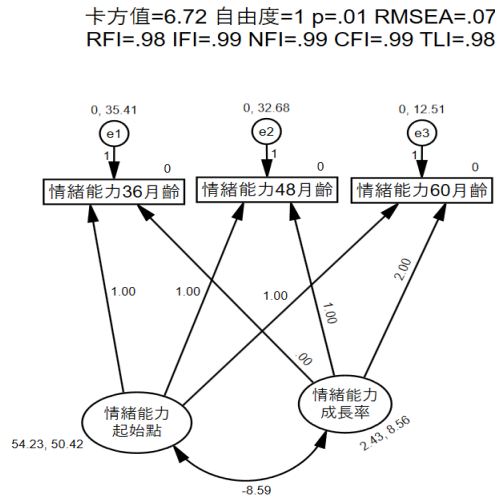 卡方值=6.72 自由度=1 p=.01 RMSEA=.07
RFI=.98 IFI=.99 NFI=.99 CFI=.99 TLI=.98
0, 35.41
0, 32.68
0, 12.51
e1
e2
e3
1
1
1
0
0
0
情緒能力36月齡
情緒能力48月齡
情緒能力60月齡
1.00
1.00
1.00
.00
1.00
2.00
情緒能力
起始點
情緒能力
成長率
54.23, 50.42
2.43, 8.56
-8.59